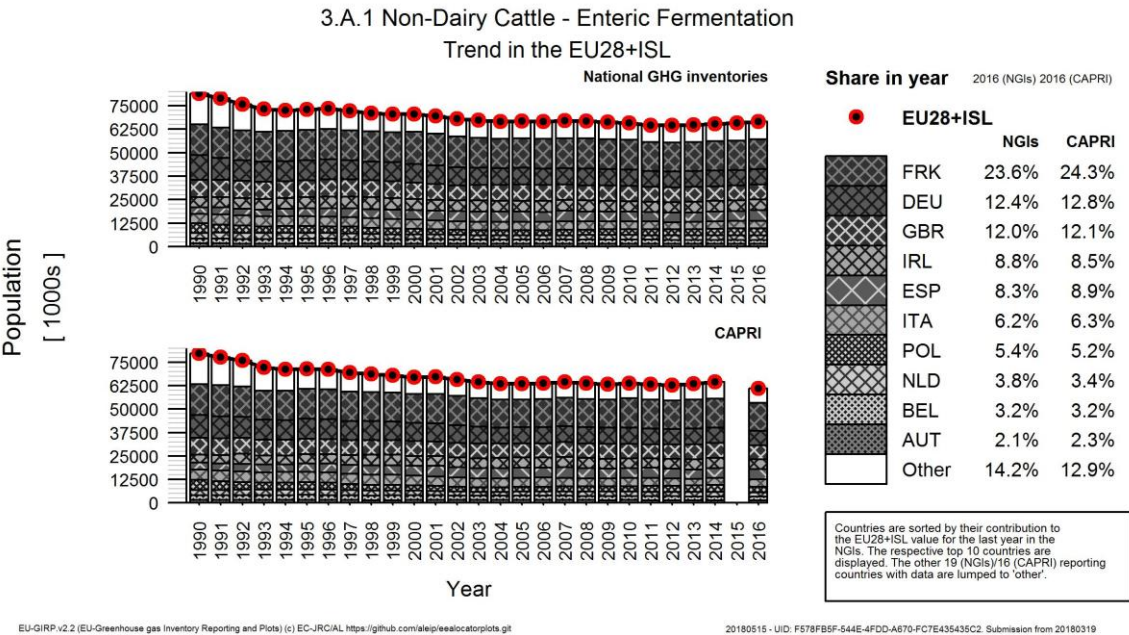 3.A.1 Non-Dairy Cattle - Enteric Fermentation
Trend in the EU28+ISL
National GHG inventories
75000
62500
50000
37500
25000
12500
0
1990 1991 1992 1993 1994 1995 1996 1997 1998 1999 2000 2001 2002 2003 2004 2005 2006 2007 2008 2009 2010 2011 2012 2013 2014 2015 2016
Population
[ 1000s ]
CAPRI
75000
62500
50000
37500
25000
12500
0
1990 1991 1992 1993 1994 1995 1996 1997 1998 1999 2000 2001 2002 2003 2004 2005 2006 2007 2008 2009 2010 2011 2012 2013 2014 2015 2016
Year
Share in year 2016 (NGIs) 2016 (CAPRI)
EU28+ISL
NGIs CAPRI
FRK 23.6% 24.3%
DEU 12.4% 12.8%
GBR 12.0% 12.1%
IRL 8.8% 8.5%
ESP 8.3% 8.9%
ITA 6.2% 6.3%
POL 5.4% 5.2%
NLD 3.8% 3.4%
BEL 3.2% 3.2%
AUT 2.1% 2.3%
Other 14.2% 12.9%
Countries are sorted by their contribution to
the EU28+ISL value for the last year in the
NGIs. The respective top 10 countries are
displayed. The other 19 (NGIs)/16 (CAPRI) reporting
countries with data are lumped to 'other'.
EU-GIRP.v2.2 (EU-Greenhouse gas Inventory Reporting and Plots) (c) EC-JRC/AL https://github.com/aleip/eealocatorplots.git
20180515 - UID: F578FB5F-544E-4FDD-A670-FC7E435435C2. Submission from 20180319